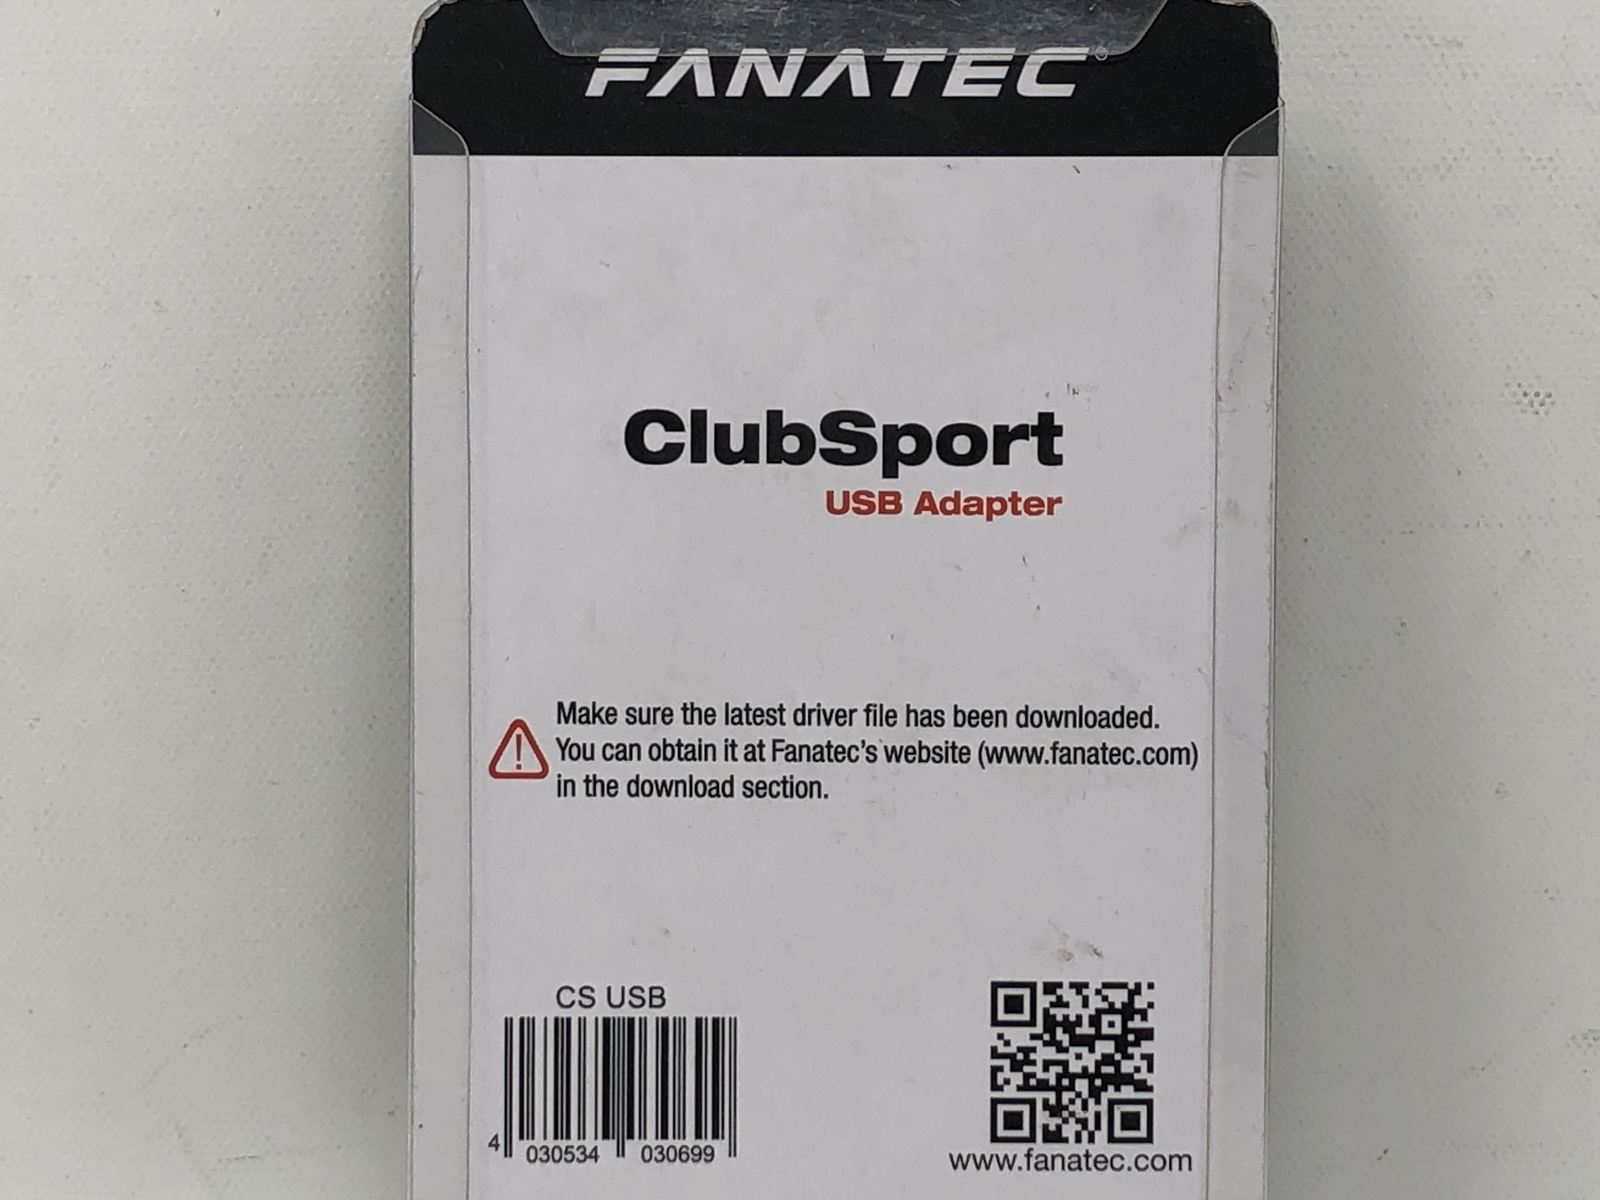 FANATEC®
ClubSport
USB Adapter
Make sure the latest driver file has been downloaded.
You can obtain it at Fanatec's website (www.fanatec.com)
in the download section.
CS USB
4 030534 030699
www.fanatec.com